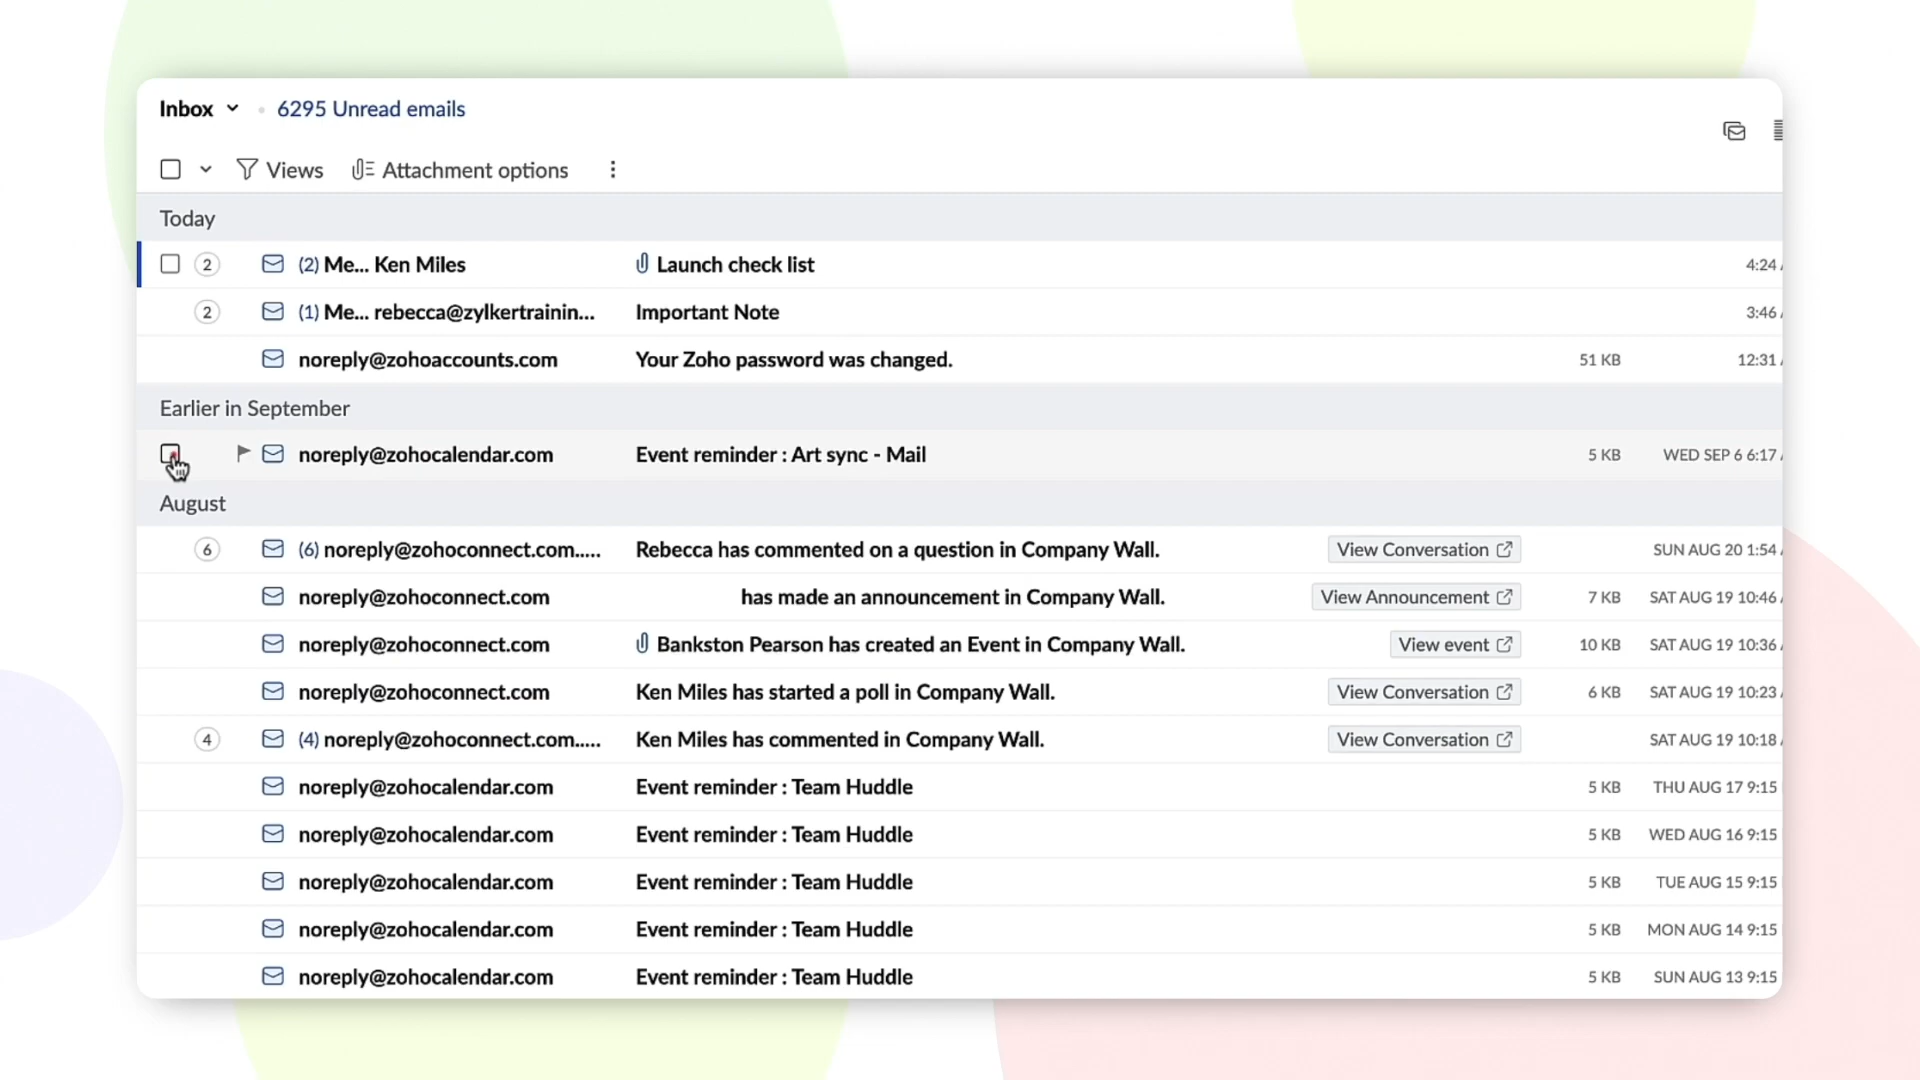 Inbox 6295 Unread emails
Views Attachment options
Today
2 (2) Me... Ken Miles Launch check list 4:24
2 (1) Me... rebecca@zylkertrainin... Important Note 3:46
noreply@zohoaccounts.com Your Zoho password was changed. 51 KB 12:31
Earlier in September
noreply@zohocalendar.com Event reminder : Art sync - Mail 5 KB WED SEP 6 6:17
August
6 (6) noreply@zohoconnect.com..... Rebecca has commented on a question in Company Wall. View Conversation SUN AUG 20 1:54
noreply@zohoconnect.com has made an announcement in Company Wall. View Announcement 7 KB SAT AUG 19 10:46
noreply@zohoconnect.com Bankston Pearson has created an Event in Company Wall. View event 10 KB SAT AUG 19 10:36
noreply@zohoconnect.com Ken Miles has started a poll in Company Wall. View Conversation 6 KB SAT AUG 19 10:23
4 (4) noreply@zohoconnect.com..... Ken Miles has commented in Company Wall. View Conversation SAT AUG 19 10:18
noreply@zohocalendar.com Event reminder : Team Huddle 5 KB THU AUG 17 9:15
noreply@zohocalendar.com Event reminder : Team Huddle 5 KB WED AUG 16 9:15
noreply@zohocalendar.com Event reminder : Team Huddle 5 KB TUE AUG 15 9:15
noreply@zohocalendar.com Event reminder : Team Huddle 5 KB MON AUG 14 9:15
noreply@zohocalendar.com Event reminder : Team Huddle 5 KB SUN AUG 13 9:15